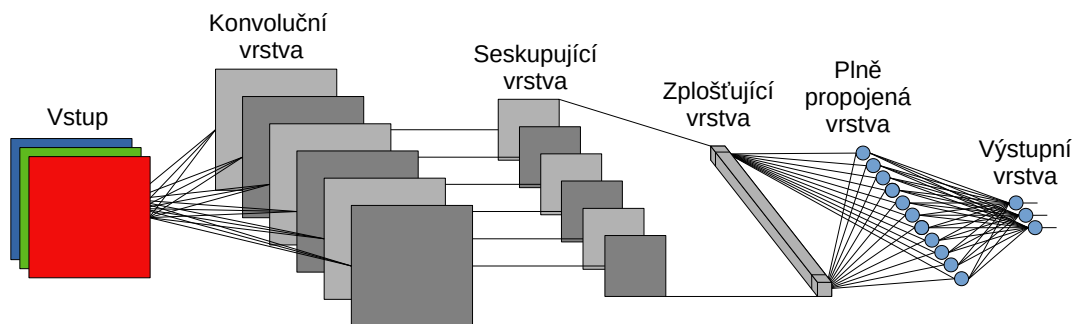 Vstup
Konvoluční
vrstva
Seskupující
vrstva
Zplošťující
vrstva
Plně
propojená
vrstva
Výstupní
vrstva